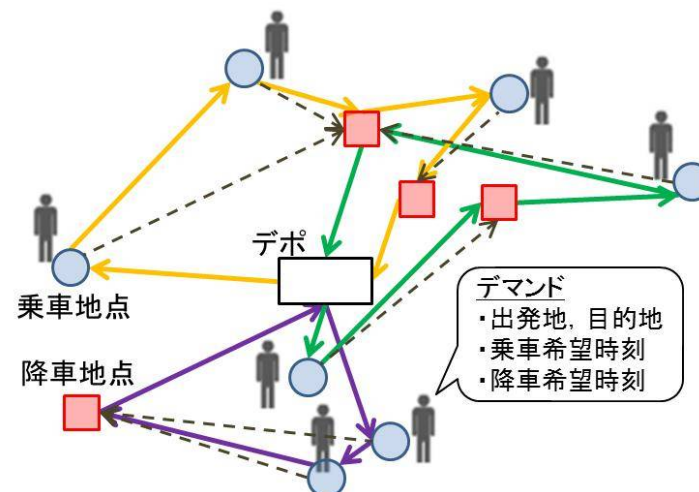 デポ
乗車地点
デマンド
・出発地, 目的地
・乗車希望時刻
・降車希望時刻
降車地点